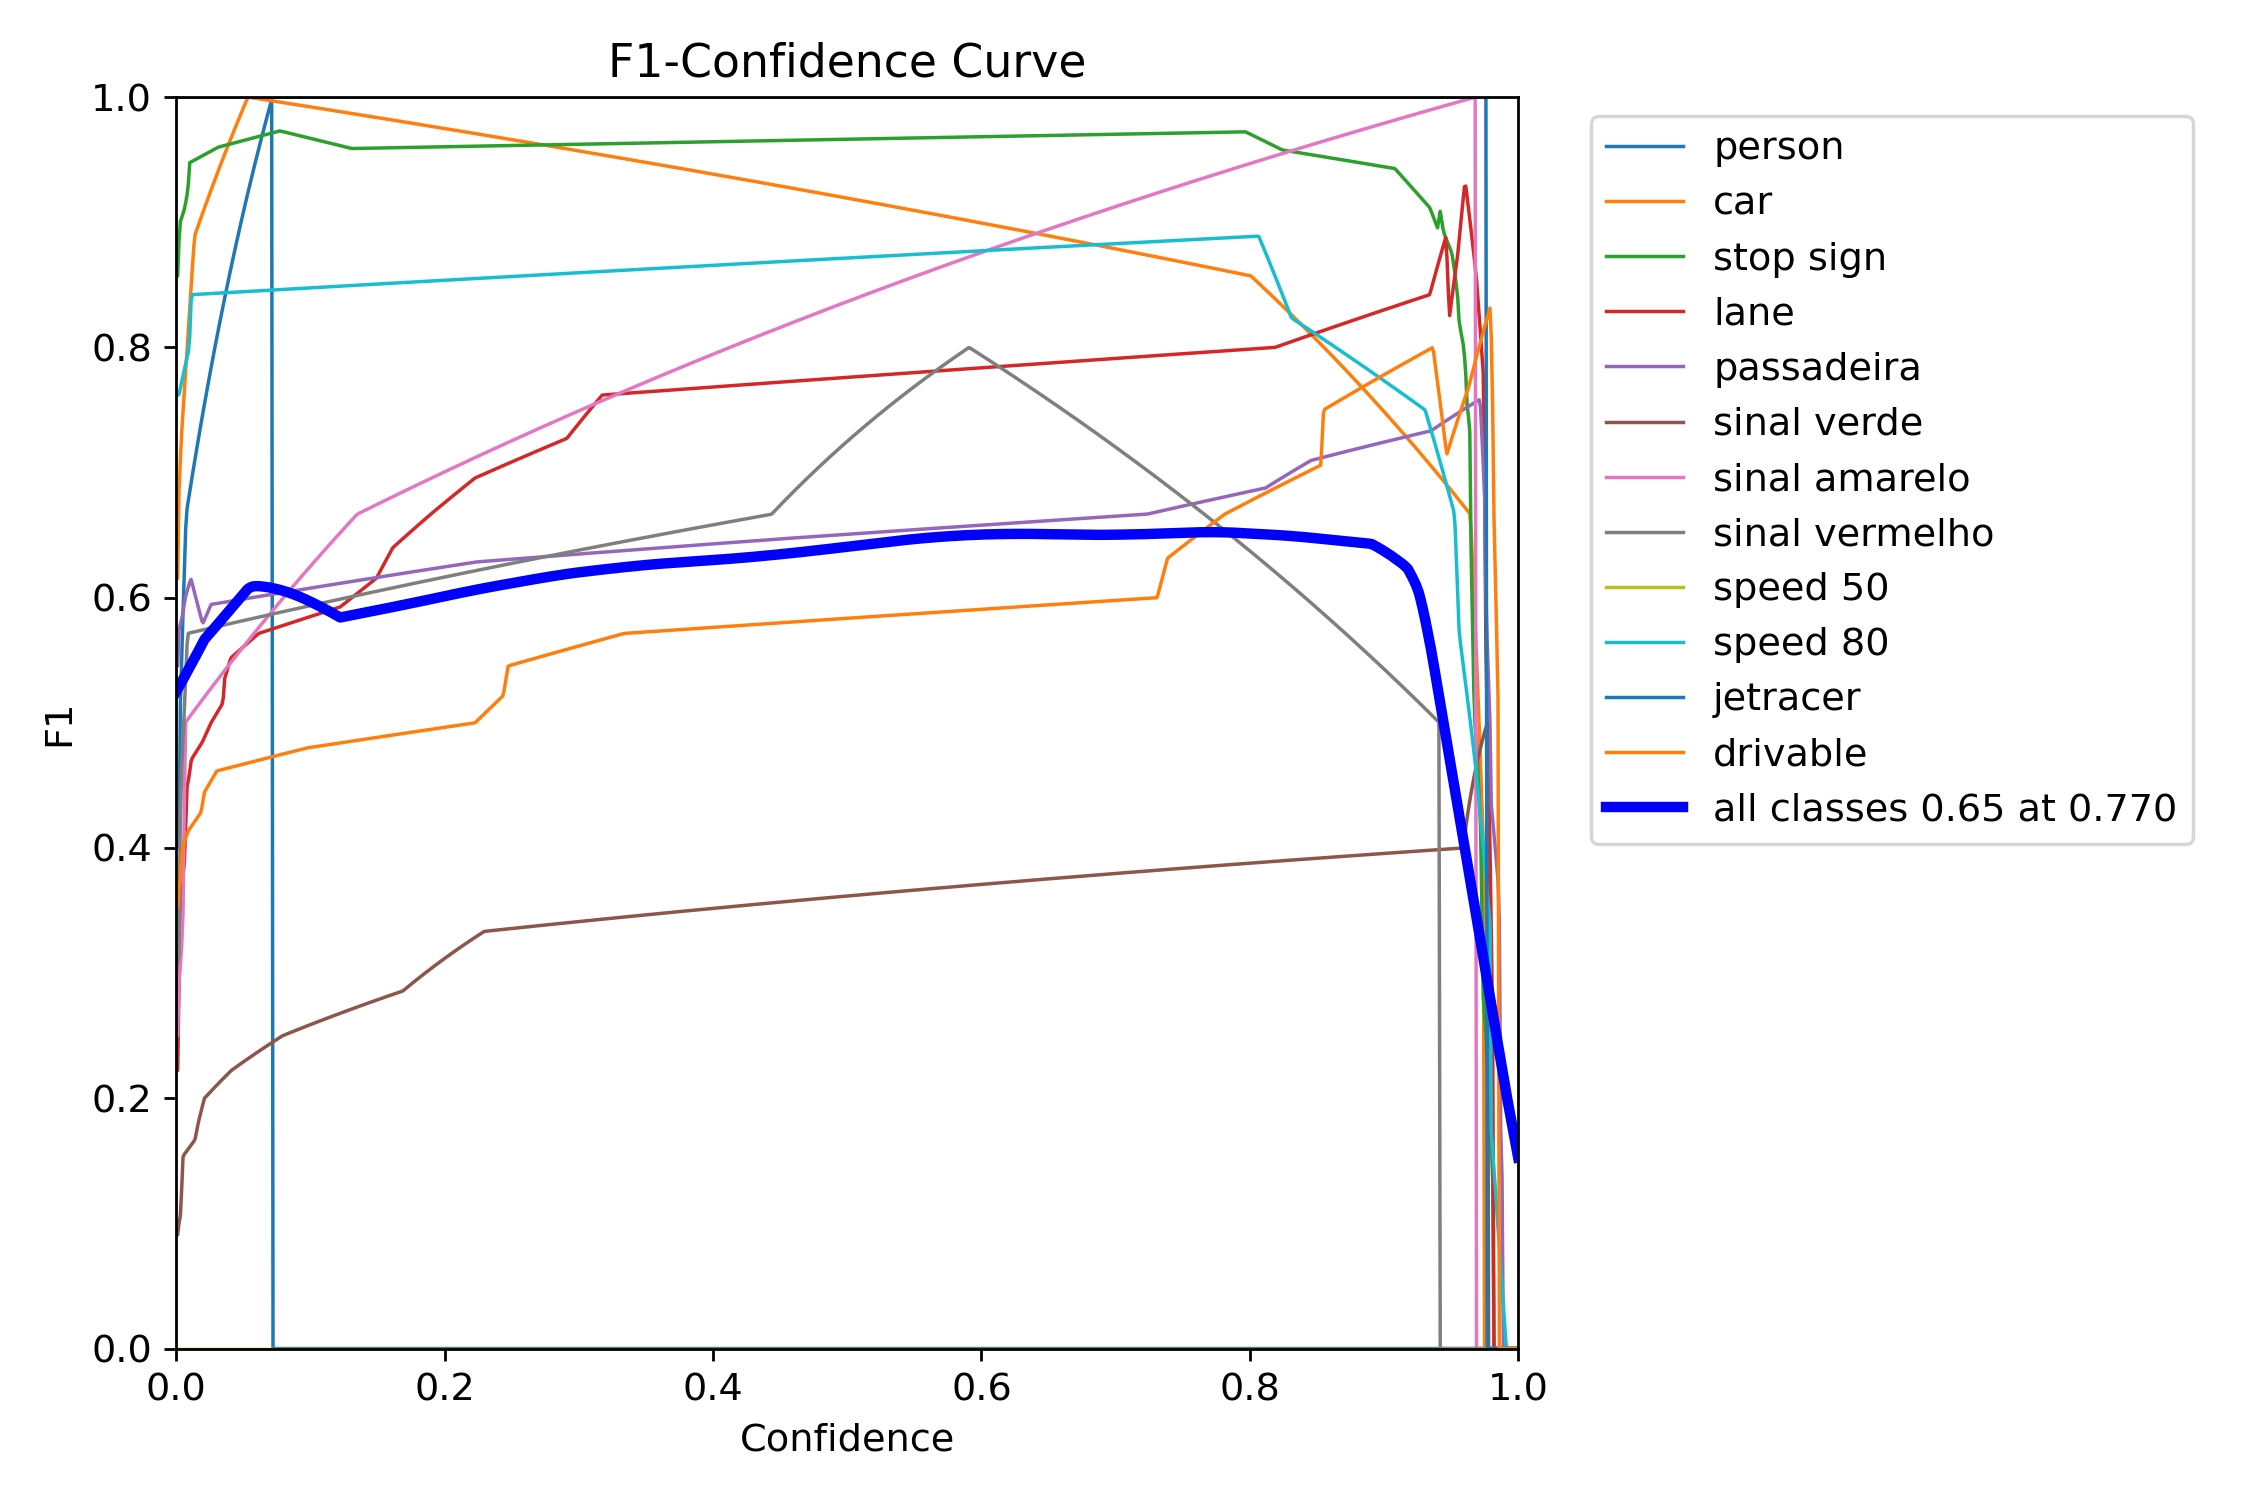 F1-Confidence Curve
1.0
0.8
0.6
0.4
0.2
0.0
F1
0.0 0.2 0.4 0.6 0.8 1.0
Confidence
person
car
stop sign
lane
passadeira
sinal verde
sinal amarelo
sinal vermelho
speed 50
speed 80
jetracer
drivable
all classes 0.65 at 0.770